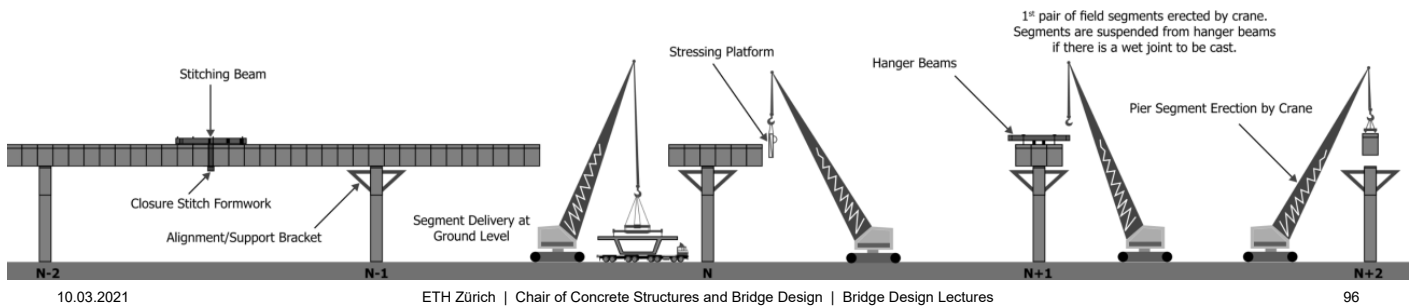 1st pair of field segments erected by crane.
Segments are suspended from hanger beams
if there is a wet joint to be cast.
Stressing Platform
Hanger Beams
Stitching Beam
Pier Segment Erection by Crane
Closure Stitch Formwork
Segment Delivery at
Ground Level
Alignment/Support Bracket
N-2
N-1
N
N+1
N+2
10.03.2021
ETH Zürich | Chair of Concrete Structures and Bridge Design | Bridge Design Lectures
96